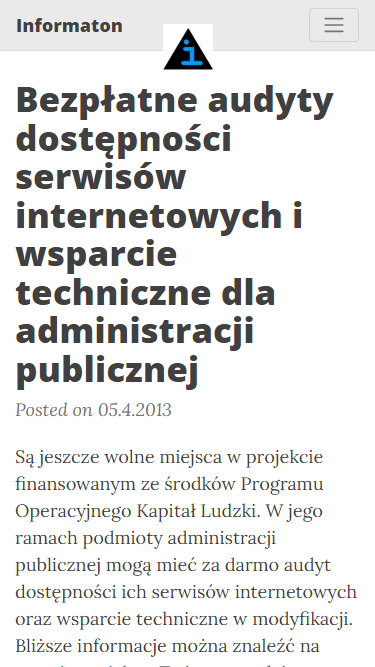 Informaton
Bezpłatne audyty
dostępności
serwisów
internetowych i
wsparcie
techniczne dla
administracji
publicznej
Posted on 05.4.2013
Są jeszcze wolne miejsca w projekcie
finansowanym ze środków Programu
Operacyjnego Kapitał Ludzki. W jego
ramach podmioty administracji
publicznej mogą mieć za darmo audyt
dostępności ich serwisów internetowych
oraz wsparcie techniczne w modyfikacji.
Bliższe informacje można znaleźć na